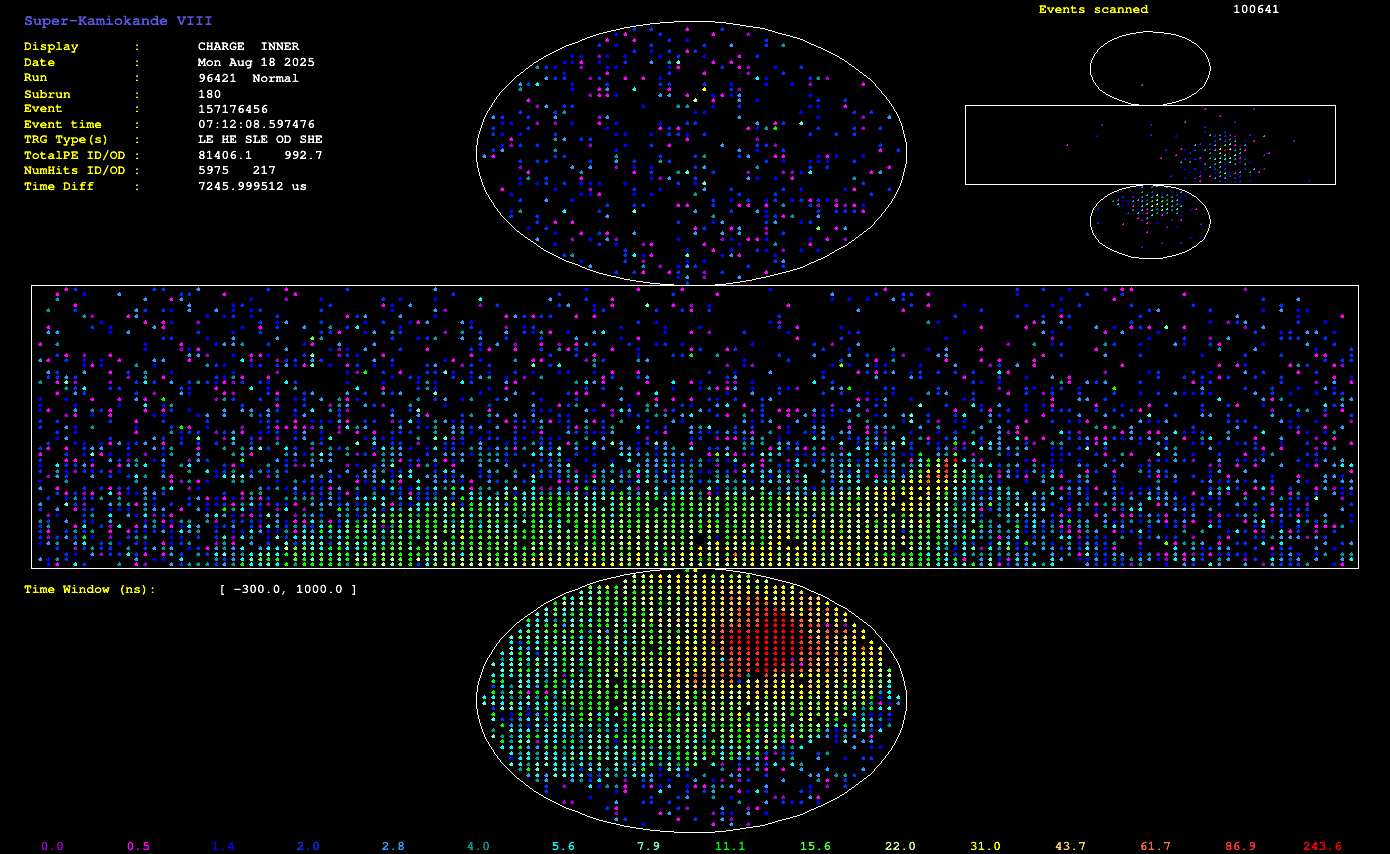 Super-Kamiokande VIII
Events scanned 100641
Display : CHARGE INNER
Date : Mon Aug 18 2025
Run : 96421 Normal
Subrun : 180
Event : 157176456
Event time : 07:12:08.597476
TRG Type(s) : LE HE SLE OD SHE
TotalPE ID/OD : 81406.1 992.7
NumHits ID/OD : 5975 217
Time Diff : 7245.999512 us
Time Window (ns): [ -300.0, 1000.0 ]
0.0 0.5 1.4 2.0 2.8 4.0 5.6 7.9 11.1 15.6 22.0 31.0 43.7 61.7 86.9 243.6